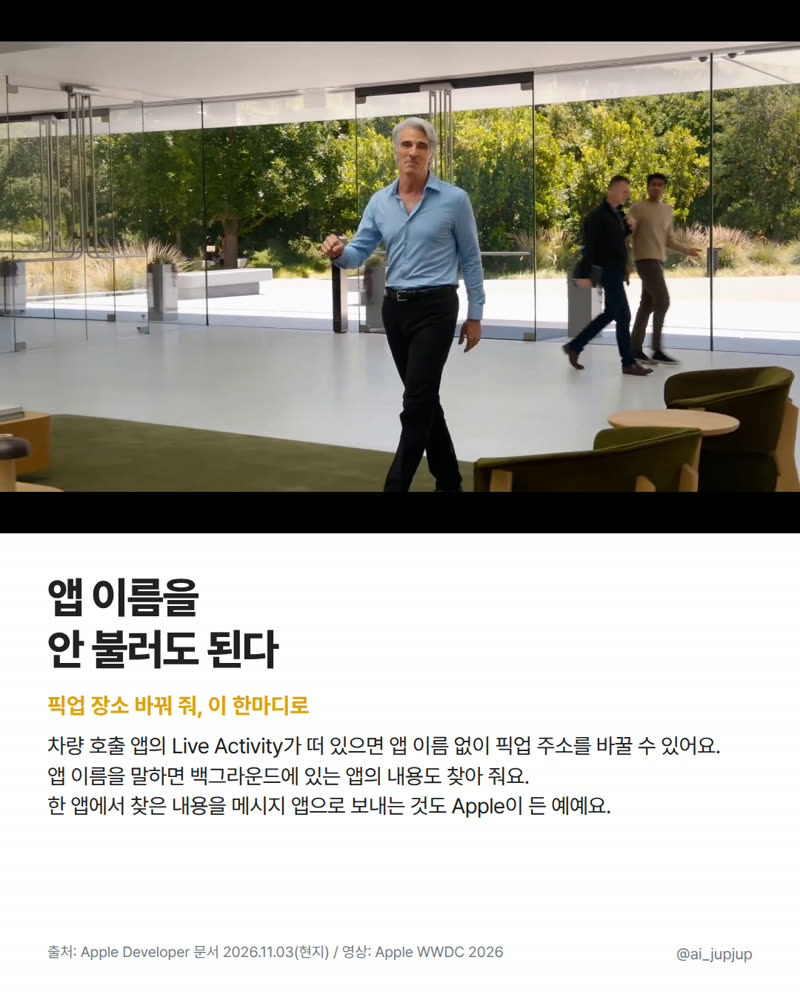 앱 이름을
안 불러도 된다
픽업 장소 바꿔 줘, 이 한마디로
차량 호출 앱의 Live Activity가 떠 있으면 앱 이름 없이 픽업 주소를 바꿀 수 있어요.
앱 이름을 말하면 백그라운드에 있는 앱의 내용도 찾아 줘요.
한 앱에서 찾은 내용을 메시지 앱으로 보내는 것도 Apple이 든 예예요.
출처: Apple Developer 문서 2026.11.03(현지) / 영상: Apple WWDC 2026
@ai_jupjup